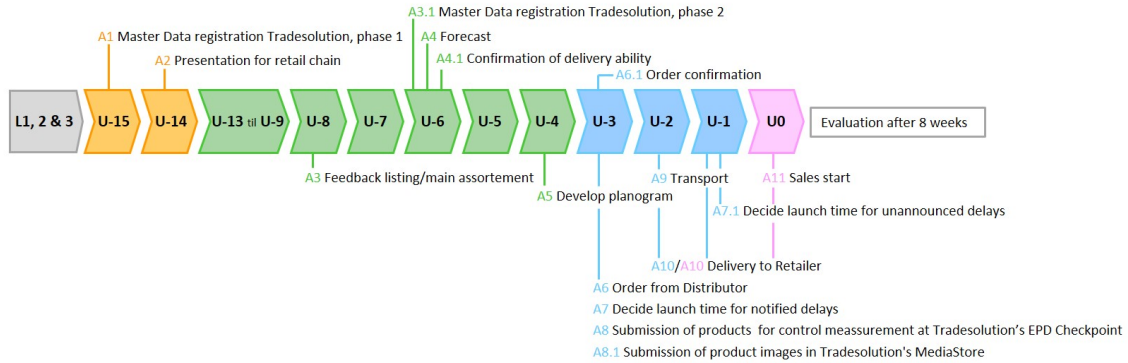 A3.1 Master Data registration Tradesolution, phase 2
A1 Master Data registration Tradesolution, phase 1
A4 Forecast
A2 Presentation for retail chain
A4.1 Confirmation of delivery ability
A6.1 Order confirmation
L1, 2 & 3
U-15
U-14
U-13 til U-9
U-8
U-7
U-6
U-5
U-4
U-3
U-2
U-1
U0
Evaluation after 8 weeks
A3 Feedback listing/main assortement
A9 Transport
A11 Sales start
A5 Develop planogram
A7.1 Decide launch time for unannounced delays
A10/A10 Delivery to Retailer
A6 Order from Distributor
A7 Decide launch time for notified delays
A8 Submission of products for control meassurement at Tradesolution's EPD Checkpoint
A8.1 Submission of product images in Tradesolution's MediaStore